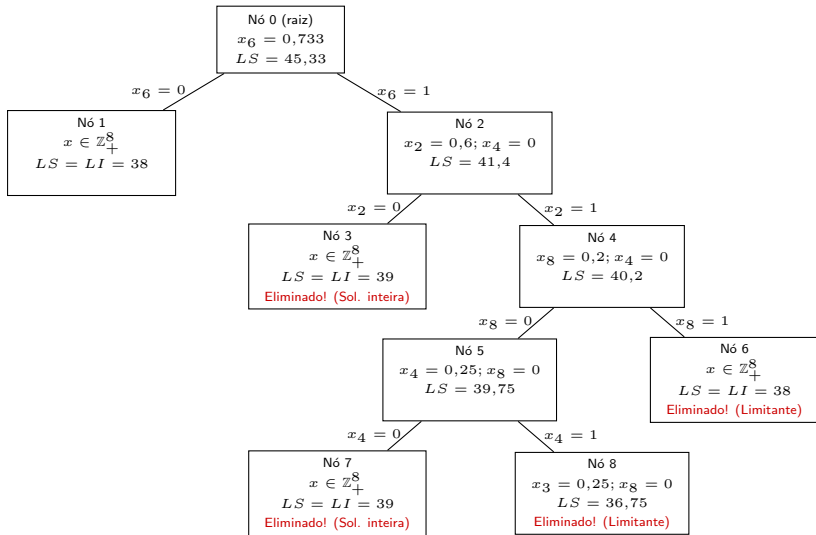 Nó 0 (raiz)
x₆ = 0,733
LS = 45,33
x₆ = 0
x₆ = 1
Nó 1
x ∈ ℤ₊⁸
LS = LI = 38
Nó 2
x₂ = 0,6; x₄ = 0
LS = 41,4
x₂ = 0
x₂ = 1
Nó 3
x ∈ ℤ₊⁸
LS = LI = 39
Eliminado! (Sol. inteira)
Nó 4
x₈ = 0,2; x₄ = 0
LS = 40,2
x₈ = 0
x₈ = 1
Nó 5
x₄ = 0,25; x₈ = 0
LS = 39,75
Nó 6
x ∈ ℤ₊⁸
LS = LI = 38
Eliminado! (Limitante)
x₄ = 0
x₄ = 1
Nó 7
x ∈ ℤ₊⁸
LS = LI = 39
Eliminado! (Sol. inteira)
Nó 8
x₃ = 0,25; x₈ = 0
LS = 36,75
Eliminado! (Limitante)